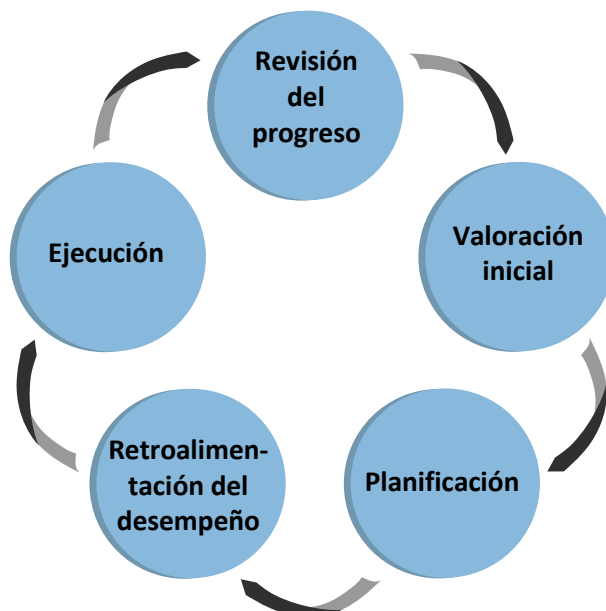 Revisión
del
progreso
Valoración
inicial
Planificación
Retroalimen-
tación del
desempeño
Ejecución